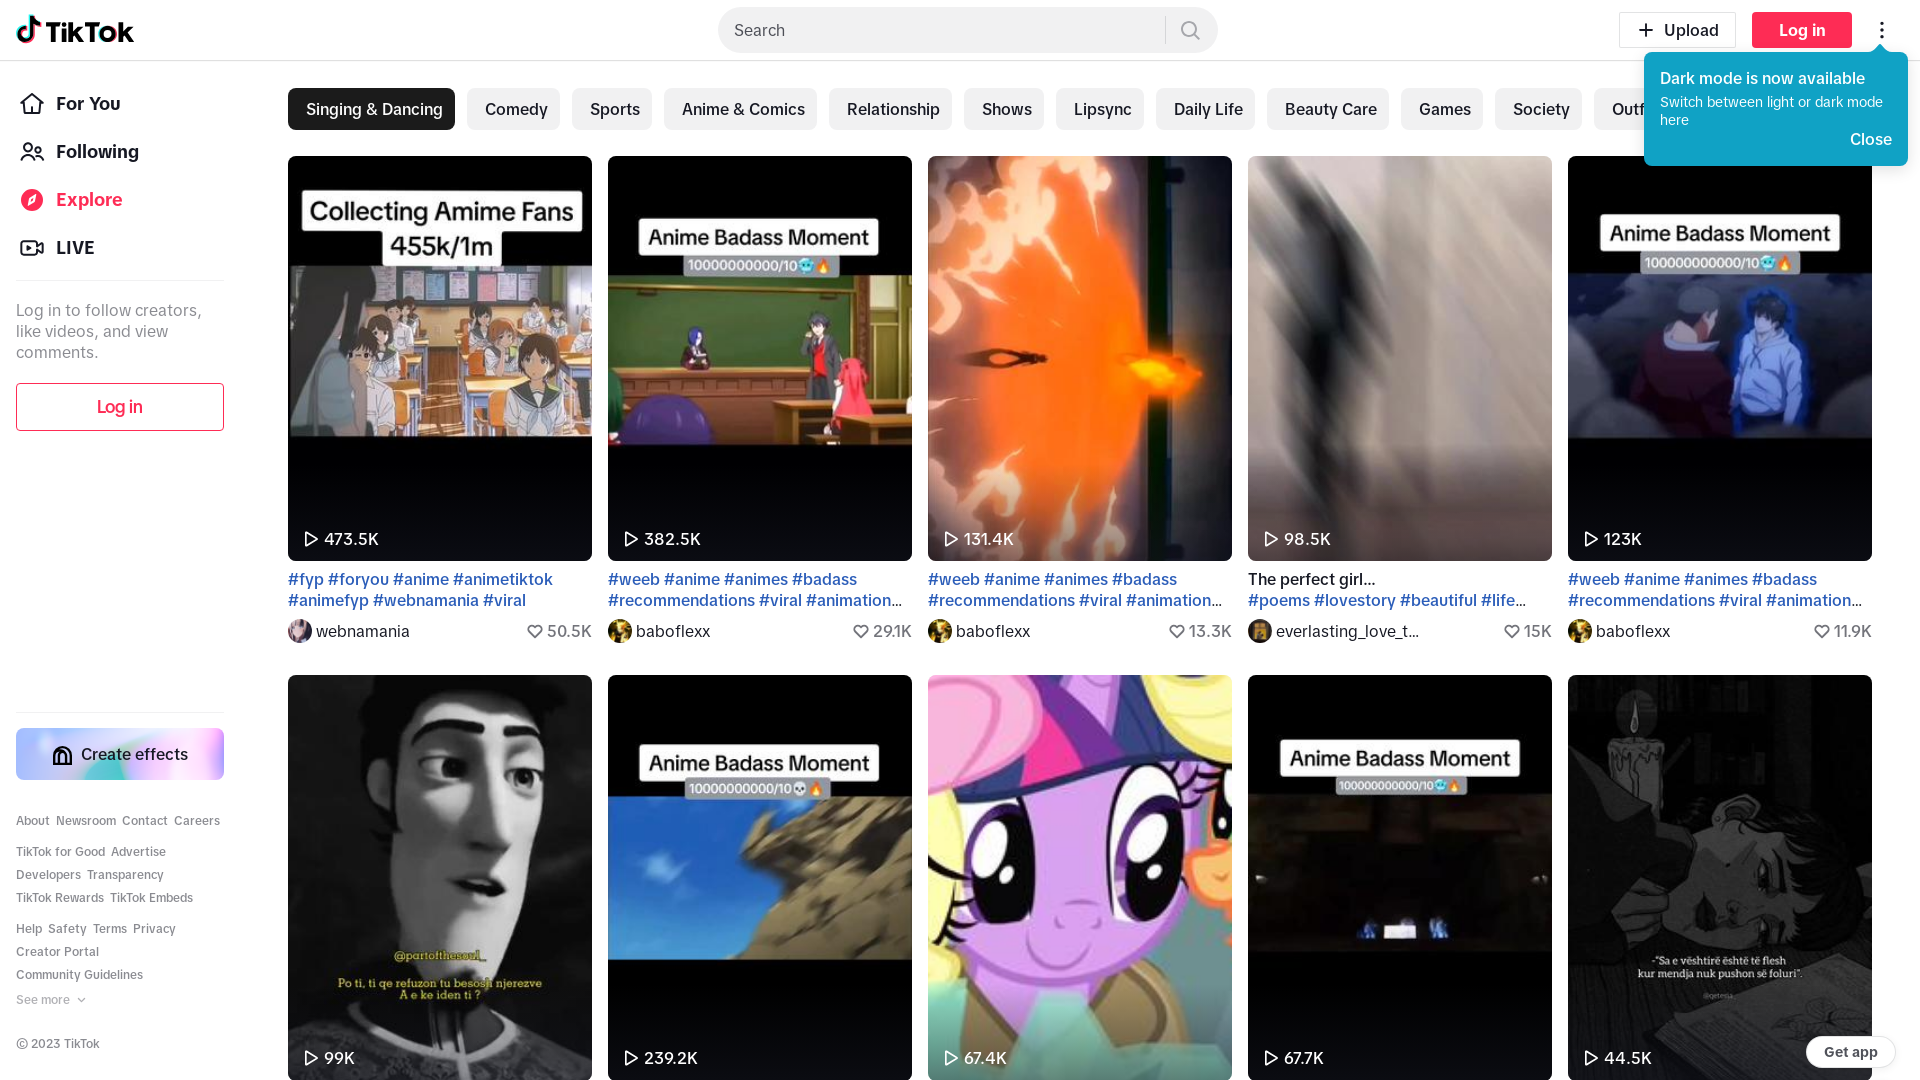 TikTok
Search
Upload
Log in
Dark mode is now available
Switch between light or dark mode
here
Close
For You
Following
Explore
LIVE
Log in to follow creators,
like videos, and view
comments.
Log in
Create effects
About Newsroom Contact Careers
TikTok for Good Advertise
Developers Transparency
TikTok Rewards TikTok Embeds
Help Safety Terms Privacy
Creator Portal
Community Guidelines
See more
© 2023 TikTok
Singing & Dancing
Comedy
Sports
Anime & Comics
Relationship
Shows
Lipsync
Daily Life
Beauty Care
Games
Society
Outf
Collecting Amime Fans
455k/1m
473.5K
#fyp #foryou #anime #animetiktok
#animefyp #webnamania #viral
webnamania
50.5K
Anime Badass Moment
10000000000/10🥶🔥
382.5K
#weeb #anime #animes #badass
#recommendations #viral #animation...
baboflexx
29.1K
131.4K
#weeb #anime #animes #badass
#recommendations #viral #animation...
baboflexx
13.3K
98.5K
The perfect girl...
#poems #lovestory #beautiful #life...
everlasting_love_t...
15K
Anime Badass Moment
100000000000/10🥶🔥
123K
#weeb #anime #animes #badass
#recommendations #viral #animation...
baboflexx
11.9K
@partofthesoul_
Po ti, ti qe refuzon tu besosh njerezve
A e ke iden ti ?
99K
Anime Badass Moment
10000000000/10💀🔥
239.2K
67.4K
Anime Badass Moment
10000000000/10🥶🔥
67.7K
-"Sa e vështirë është të flesh
kur mendja nuk pushon së foluri".
44.5K
Get app